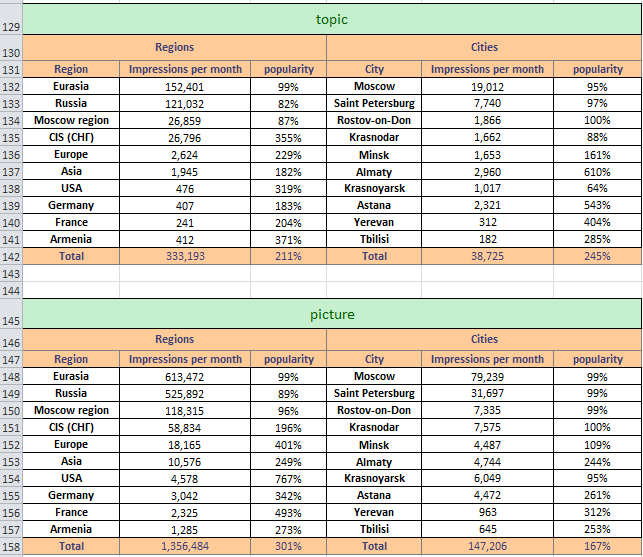 129 topic
130 Regions Cities
131 Region Impressions per month popularity City Impressions per month popularity
132 Eurasia 152,401 99% Moscow 19,012 95%
133 Russia 121,032 82% Saint Petersburg 7,740 97%
134 Moscow region 26,859 87% Rostov-on-Don 1,866 100%
135 CIS (СНГ) 26,796 355% Krasnodar 1,662 88%
136 Europe 2,624 229% Minsk 1,653 161%
137 Asia 1,945 182% Almaty 2,960 610%
138 USA 476 319% Krasnoyarsk 1,017 64%
139 Germany 407 183% Astana 2,321 543%
140 France 241 204% Yerevan 312 404%
141 Armenia 412 371% Tbilisi 182 285%
142 Total 333,193 211% Total 38,725 245%
143
144
145 picture
146 Regions Cities
147 Region Impressions per month popularity City Impressions per month popularity
148 Eurasia 613,472 99% Moscow 79,239 99%
149 Russia 525,892 89% Saint Petersburg 31,697 99%
150 Moscow region 118,315 96% Rostov-on-Don 7,335 99%
151 CIS (СНГ) 58,834 196% Krasnodar 7,575 100%
152 Europe 18,165 401% Minsk 4,487 109%
153 Asia 10,576 249% Almaty 4,744 244%
154 USA 4,578 767% Krasnoyarsk 6,049 95%
155 Germany 3,042 342% Astana 4,472 261%
156 France 2,325 493% Yerevan 963 312%
157 Armenia 1,285 273% Tbilisi 645 253%
158 Total 1,356,484 301% Total 147,206 167%